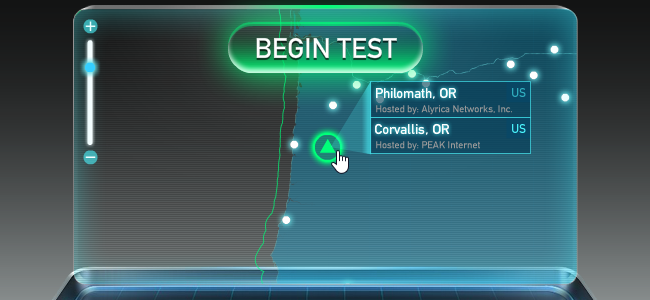 BEGIN TEST
Philomath, OR US
Hosted by: Alyrica Networks, Inc.
Corvallis, OR US
Hosted by: PEAK Internet